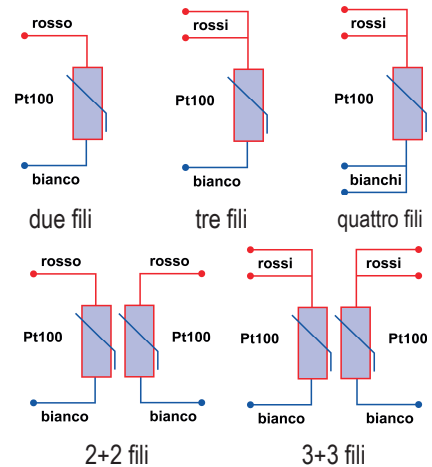 rosso
Pt100
bianco
due fili
rossi
Pt100
bianco
tre fili
rossi
Pt100
bianchi
quattro fili
rosso
rosso
Pt100
Pt100
bianco
bianco
2+2 fili
rossi
rossi
Pt100
Pt100
bianco
bianco
3+3 fili